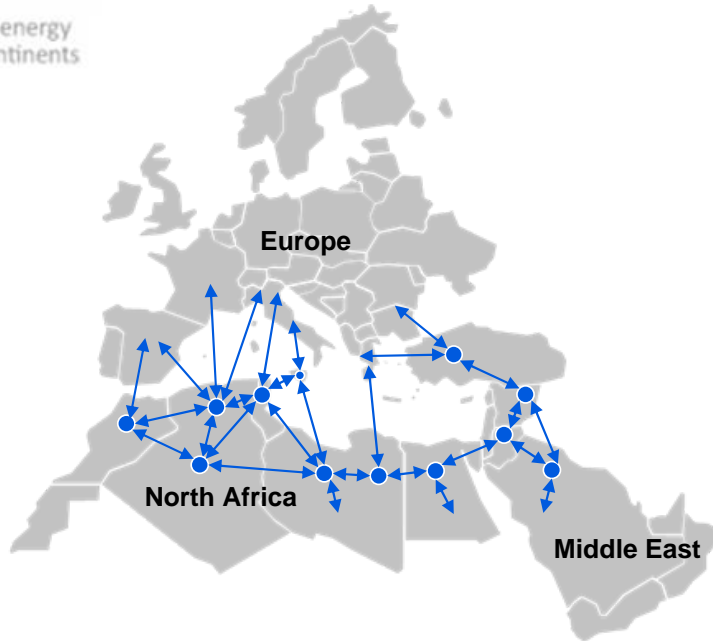 energy
ntinents
Europe
North Africa
Middle East